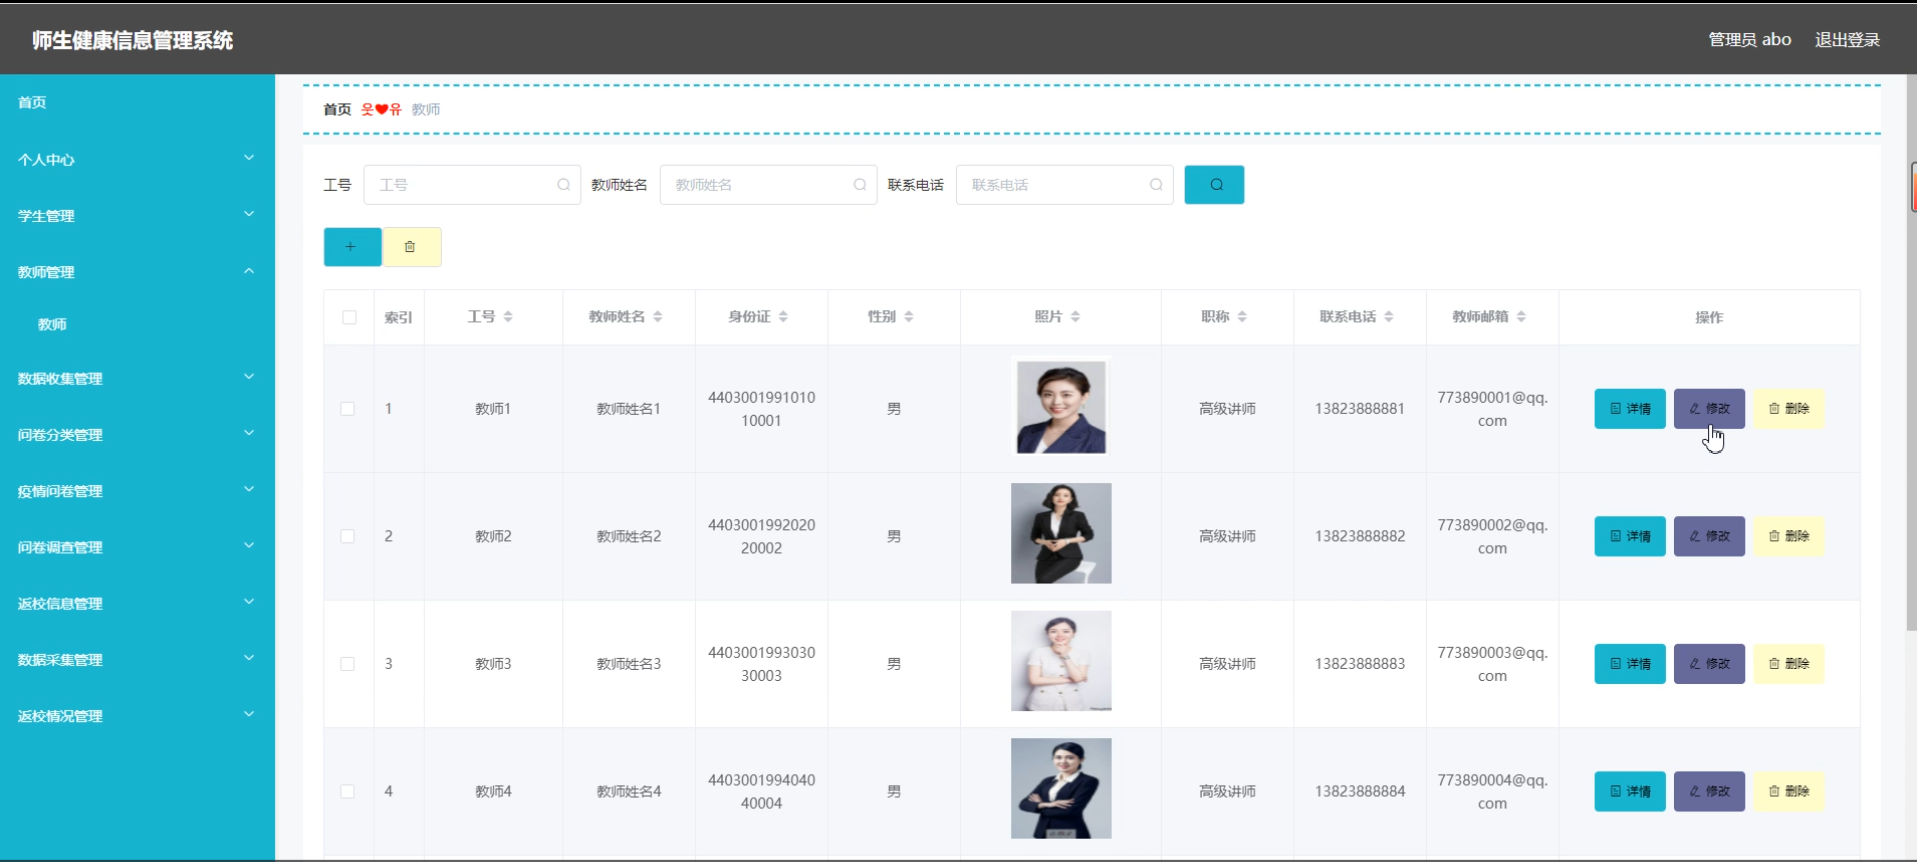 师生健康信息管理系统
管理员 abo
退出登录
首页
个人中心
学生管理
教师管理
教师
数据收集管理
问卷分类管理
疫情问卷管理
问卷调查管理
返校信息管理
数据采集管理
返校情况管理
首页 웃❤유 教师
工号 工号 教师姓名 教师姓名 联系电话 联系电话
索引 工号 教师姓名 身份证 性别 照片 职称 联系电话 教师邮箱 操作
1 教师1 教师姓名1 4403001991010 男 高级讲师 13823888881 773890001@qq. 详情 修改 删除
10001 com
2 教师2 教师姓名2 4403001992020 男 高级讲师 13823888882 773890002@qq. 详情 修改 删除
20002 com
3 教师3 教师姓名3 4403001993030 男 高级讲师 13823888883 773890003@qq. 详情 修改 删除
30003 com
4 教师4 教师姓名4 4403001994040 男 高级讲师 13823888884 773890004@qq. 详情 修改 删除
40004 com